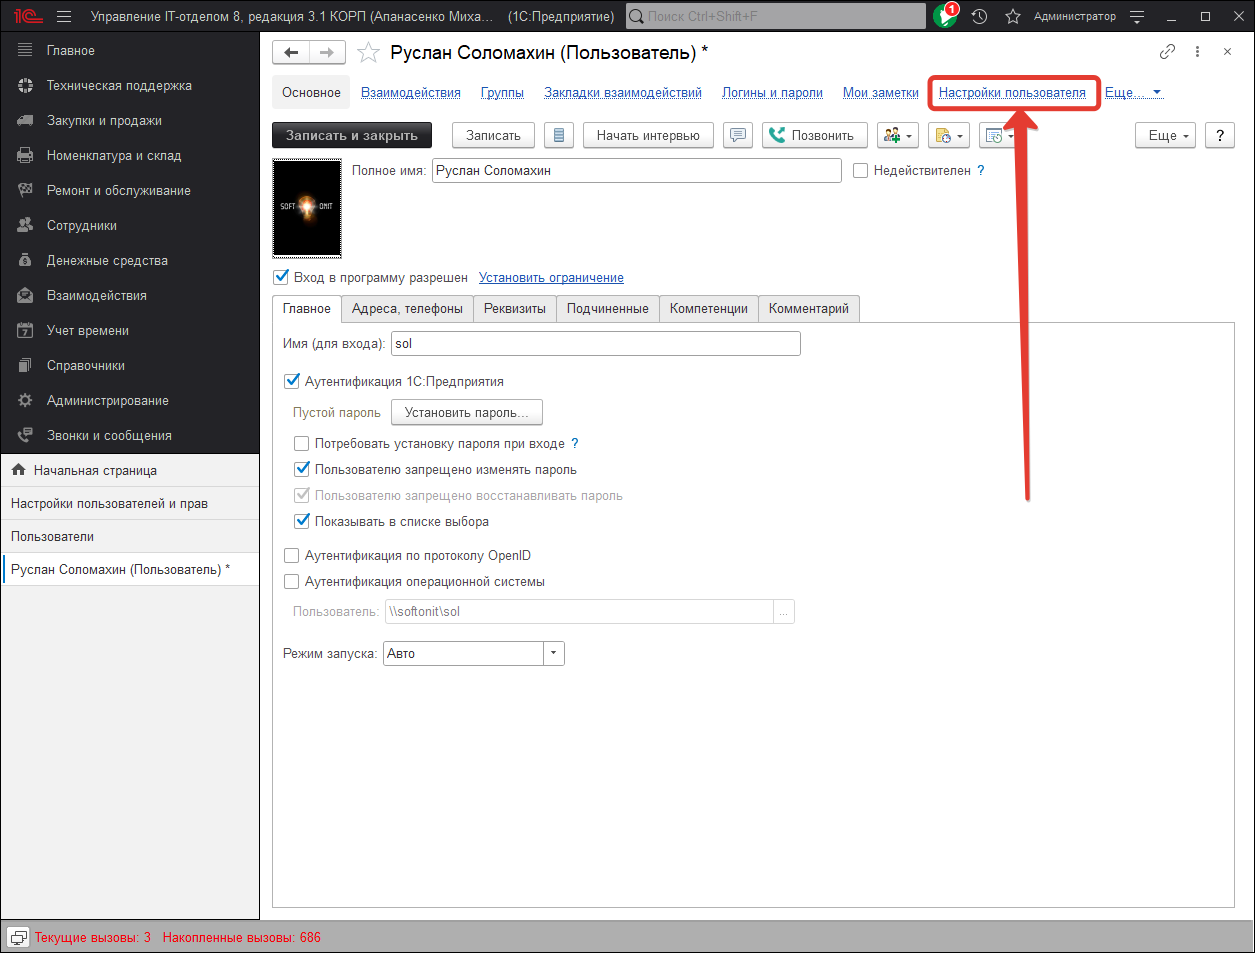 1С Управление IT-отделом 8, редакция 3.1 КОРП (Апанасенко Миха... (1С:Предприятие) Поиск Ctrl+Shift+F 1 Администратор
Главное
Техническая поддержка
Закупки и продажи
Номенклатура и склад
Ремонт и обслуживание
Сотрудники
Денежные средства
Взаимодействия
7 Учет времени
Справочники
Администрирование
Звонки и сообщения
Начальная страница
Настройки пользователей и прав
Пользователи
Руслан Соломахин (Пользователь) *
Руслан Соломахин (Пользователь) *
Основное Взаимодействия Группы Закладки взаимодействий Логины и пароли Мои заметки Настройки пользователя Еще...
Записать и закрыть Записать Начать интервью Позвонить Еще ?
SOFT OMIT
Полное имя: Руслан Соломахин Недействителен ?
Вход в программу разрешен Установить ограничение
Главное Адреса, телефоны Реквизиты Подчиненные Компетенции Комментарий
Имя (для входа): sol
Аутентификация 1С:Предприятия
Пустой пароль Установить пароль...
Потребовать установку пароля при входе ?
Пользователю запрещено изменять пароль
Пользователю запрещено восстанавливать пароль
Показывать в списке выбора
Аутентификация по протоколу OpenID
Аутентификация операционной системы
Пользователь: \\softonit\sol ...
Режим запуска: Авто
Текущие вызовы: 3 Накопленные вызовы: 686